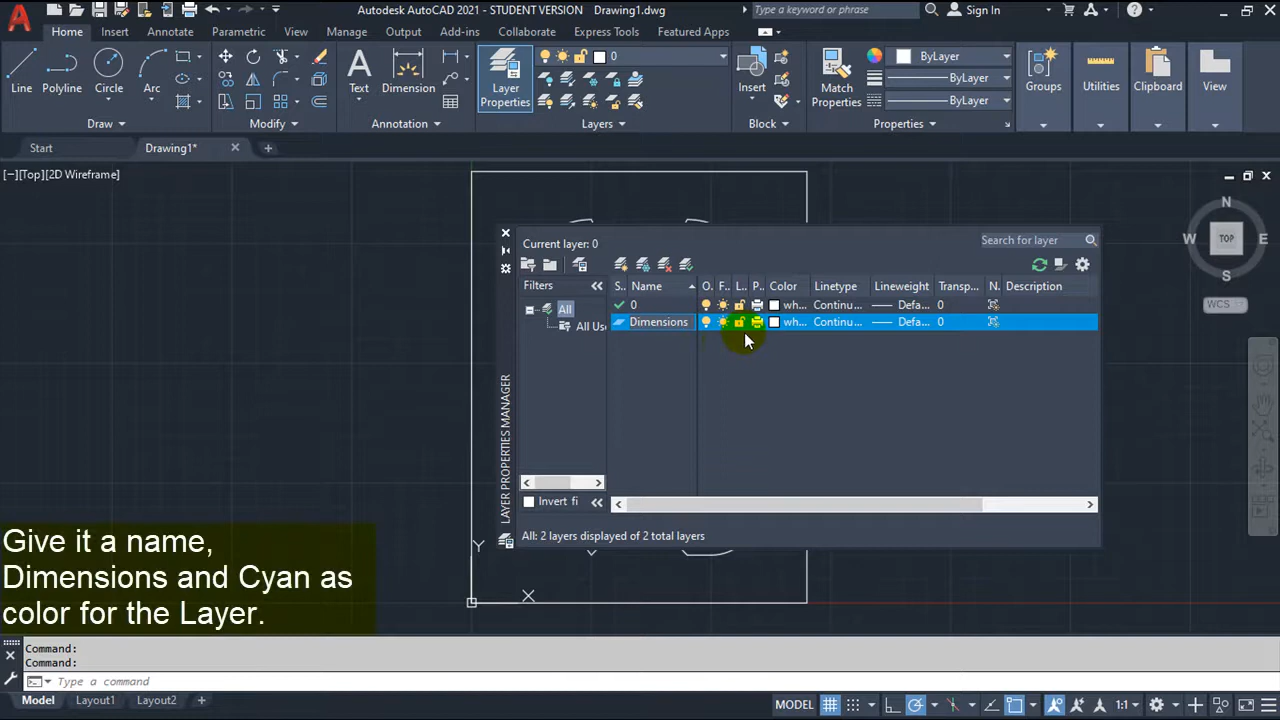 Autodesk AutoCAD 2021 - STUDENT VERSION Drawing1.dwg
Type a keyword or phrase
Sign In
Home Insert Annotate Parametric View Manage Output Add-ins Collaborate Express Tools Featured Apps
0
ByLayer
ByLayer
ByLayer
Line Polyline Circle Arc
Text Dimension
Layer Properties
Insert
Match Properties
Groups Utilities Clipboard View
Draw Modify Annotation Layers Block Properties
Start Drawing1*
[−][Top][2D Wireframe]
N
W TOP E
S
WCS
Current layer: 0
Search for layer
Filters
S.. Name O. F.. L.. P.. Color Linetype Lineweight Transp... N. Description
All
All Use
0 wh... Continu... Defa... 0
Dimensions wh... Continu... Defa... 0
LAYER PROPERTIES MANAGER
Invert fi
All: 2 layers displayed of 2 total layers
Y
X
Give it a name,
Dimensions and Cyan as
color for the Layer.
Command:
Command:
Type a command
Model Layout1 Layout2
MODEL 1:1